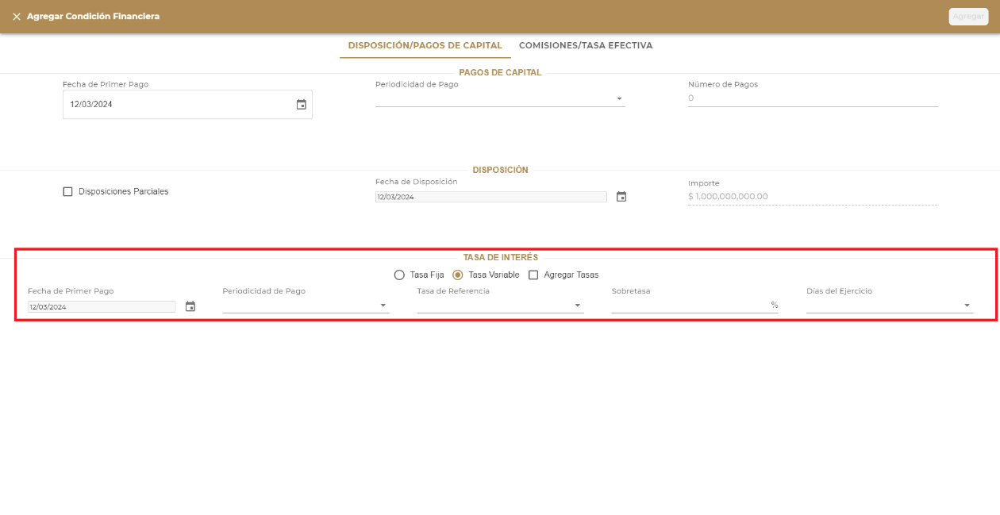 Agregar Condición Financiera
Agregar
DISPOSICIÓN/PAGOS DE CAPITAL COMISIONES/TASA EFECTIVA
PAGOS DE CAPITAL
Fecha de Primer Pago Periodicidad de Pago Número de Pagos
12/03/2024 0
DISPOSICIÓN
Disposiciones Parciales Fecha de Disposición Importe
12/03/2024 $ 1,000,000,000.00
TASA DE INTERÉS
Tasa Fija Tasa Variable Agregar Tasas
Fecha de Primer Pago Periodicidad de Pago Tasa de Referencia Sobretasa Días del Ejercicio
12/03/2024 %